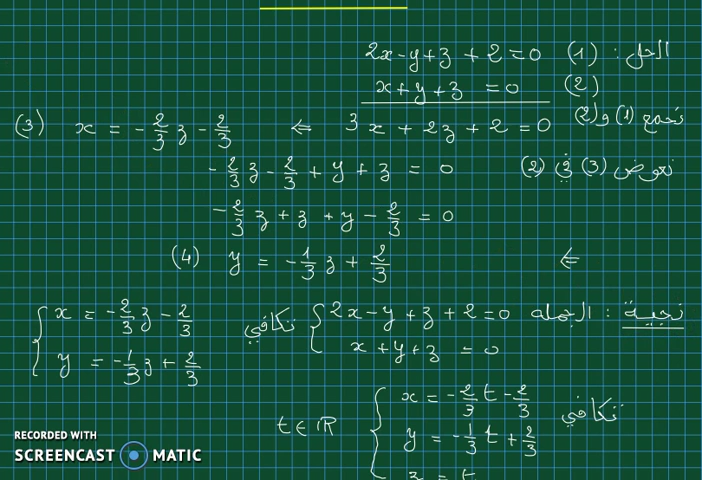 الحل : (1) 2x - y + z + 2 = 0
(2) x + y + z = 0
نجمع (1) و (2) 3x + 2z + 2 = 0 ⇐ x = -2/3 z - 2/3 (3)
نعوض (3) في (2) -2/3 z - 2/3 + y + z = 0
-2/3 z + z + y - 2/3 = 0
⇐ y = -1/3 z + 2/3 (4)
نتيجة : الجملة { 2x - y + z + 2 = 0 تكافئ { x = -2/3 z - 2/3
x + y + z = 0 y = -1/3 z + 2/3
تكافئ { x = -2/3 t - 2/3
y = -1/3 t + 2/3 t ∈ ℝ
z = t
RECORDED WITH
SCREENCAST MATIC